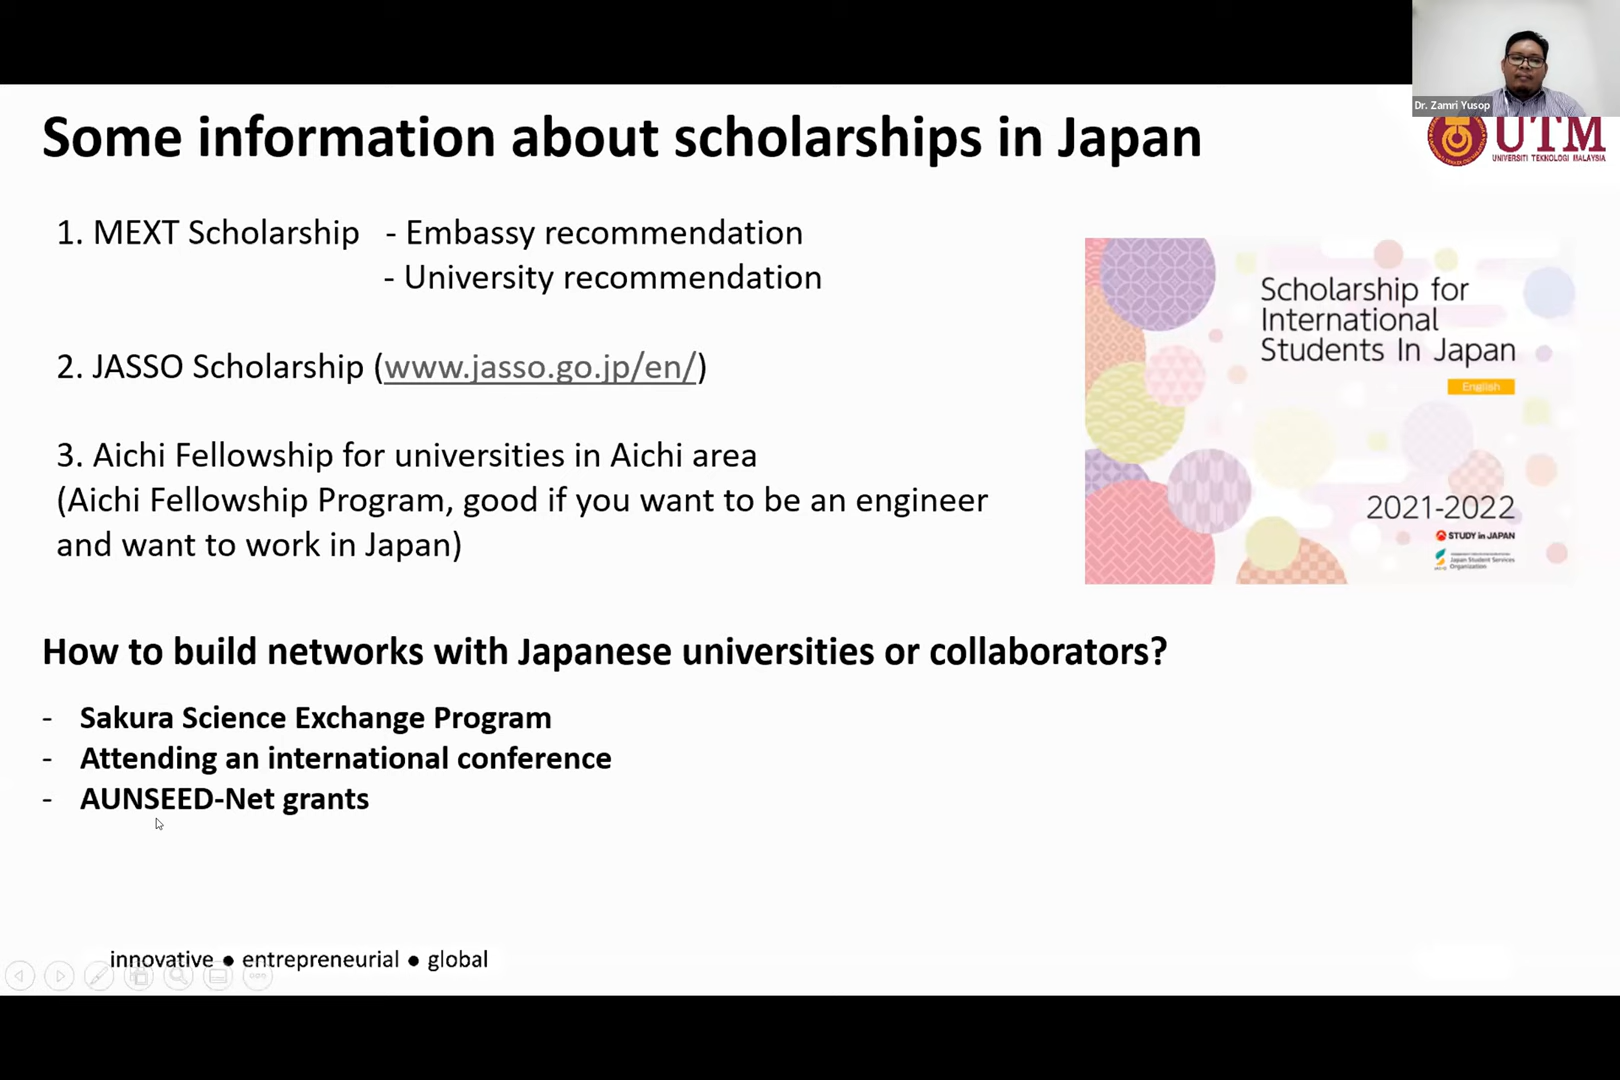 Dr. Zamri Yusop
Some information about scholarships in Japan
UTM
UNIVERSITI TEKNOLOGI MALAYSIA
1. MEXT Scholarship - Embassy recommendation
- University recommendation
2. JASSO Scholarship (www.jasso.go.jp/en/)
3. Aichi Fellowship for universities in Aichi area
(Aichi Fellowship Program, good if you want to be an engineer
and want to work in Japan)
Scholarship for
International
Students In Japan
English
2021-2022
STUDY in JAPAN
Japan Student Services
Organization
How to build networks with Japanese universities or collaborators?
- Sakura Science Exchange Program
- Attending an international conference
- AUNSEED-Net grants
innovative ● entrepreneurial ● global